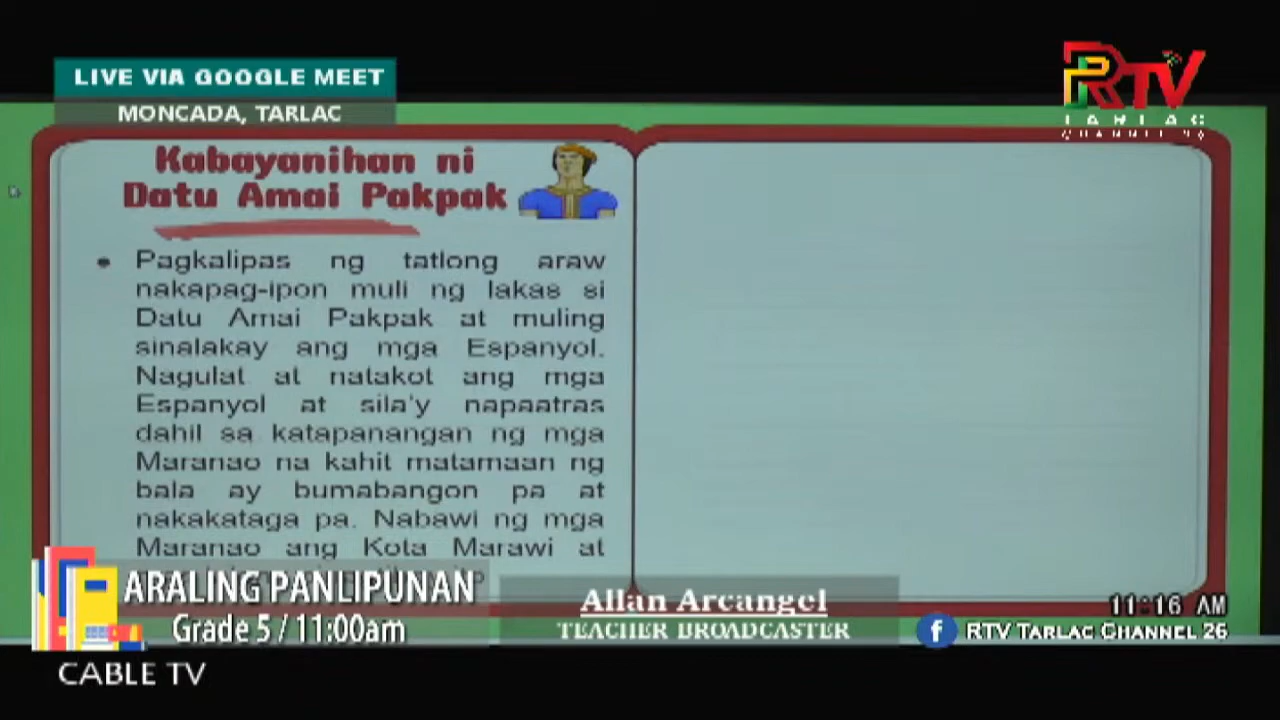 LIVE VIA GOOGLE MEET
MONCADA, TARLAC
RTV
TARLAC
CHANNEL 26
Kabayanihan ni
Datu Amai Pakpak
Pagkalipas ng tatlong araw
nakapag-ipon muli ng lakas si
Datu Amai Pakpak at muling
sinalakay ang mga Espanyol.
Nagulat at natakot ang mga
Espanyol at sila'y napaatras
dahil sa katapanangan ng mga
Maranao na kahit matamaan ng
bala ay bumabangon pa at
nakakataga pa. Nabawi ng mga
Maranao ang Kota Marawi at
ARALING PANLIPUNAN
Grade 5 / 11:00am
Allan Arcangel
TEACHER BROADCASTER
11:16 AM
RTV TARLAC CHANNEL 26
CABLE TV